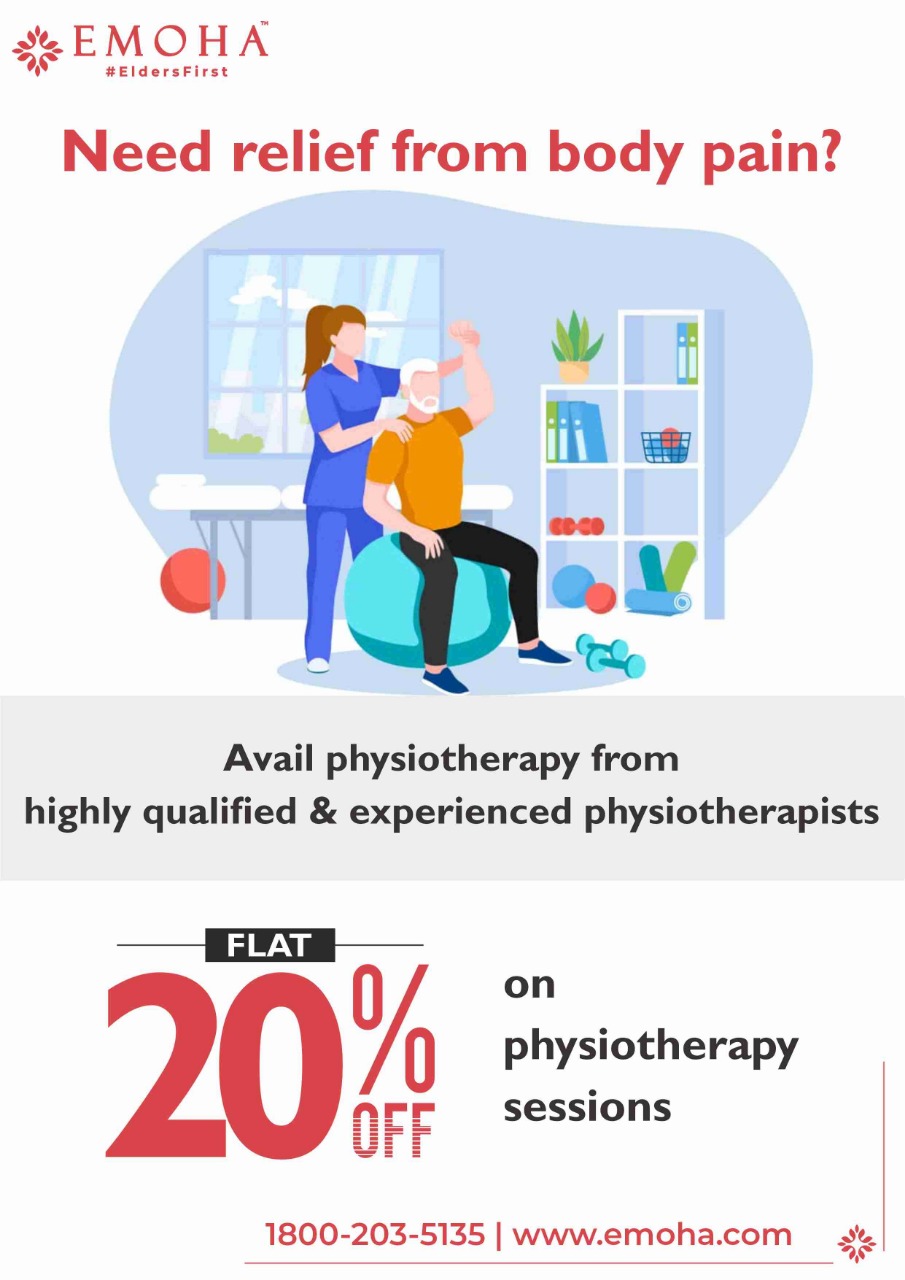 EMOHA™
#EldersFirst
Need relief from body pain?
Avail physiotherapy from
highly qualified & experienced physiotherapists
FLAT
20% OFF
on
physiotherapy
sessions
1800-203-5135 | www.emoha.com